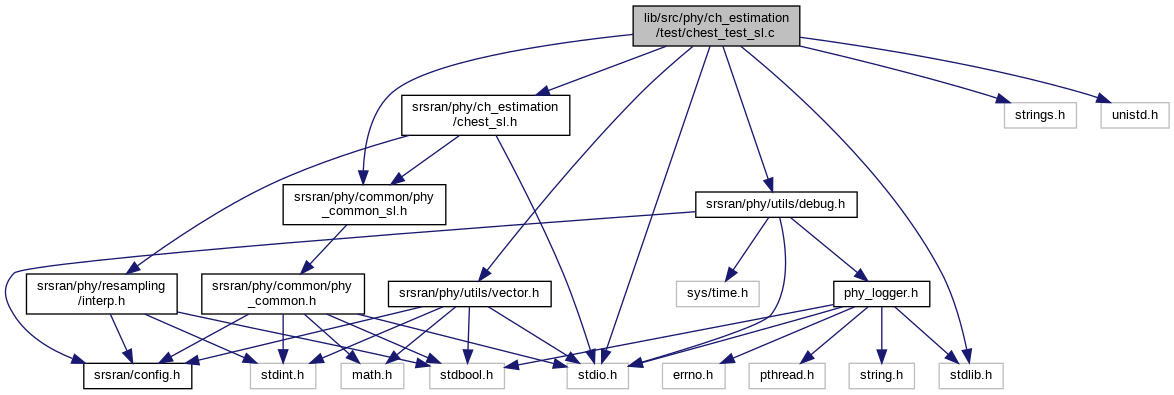 lib/src/phy/ch_estimation
/test/chest_test_sl.c
srsran/phy/ch_estimation
/chest_sl.h
strings.h
unistd.h
srsran/phy/common/phy
_common_sl.h
srsran/phy/utils/debug.h
srsran/phy/resampling
/interp.h
srsran/phy/common/phy
_common.h
srsran/phy/utils/vector.h
sys/time.h
phy_logger.h
srsran/config.h
stdint.h
math.h
stdbool.h
stdio.h
errno.h
pthread.h
string.h
stdlib.h